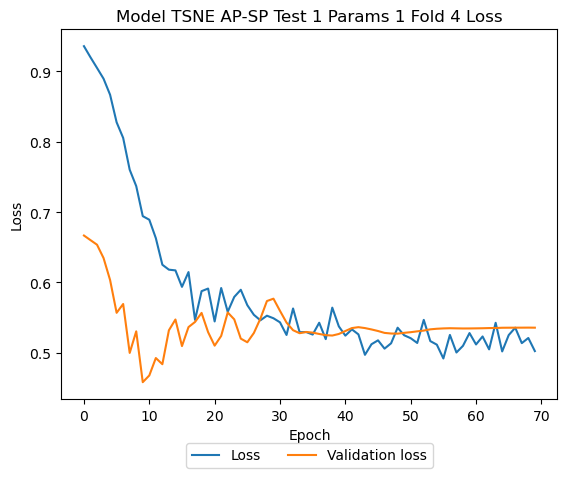 Model TSNE AP-SP Test 1 Params 1 Fold 4 Loss
0.9
0.8
0.7
0.6
0.5
Loss
0 10 20 30 40 50 60 70
Epoch
Loss Validation loss